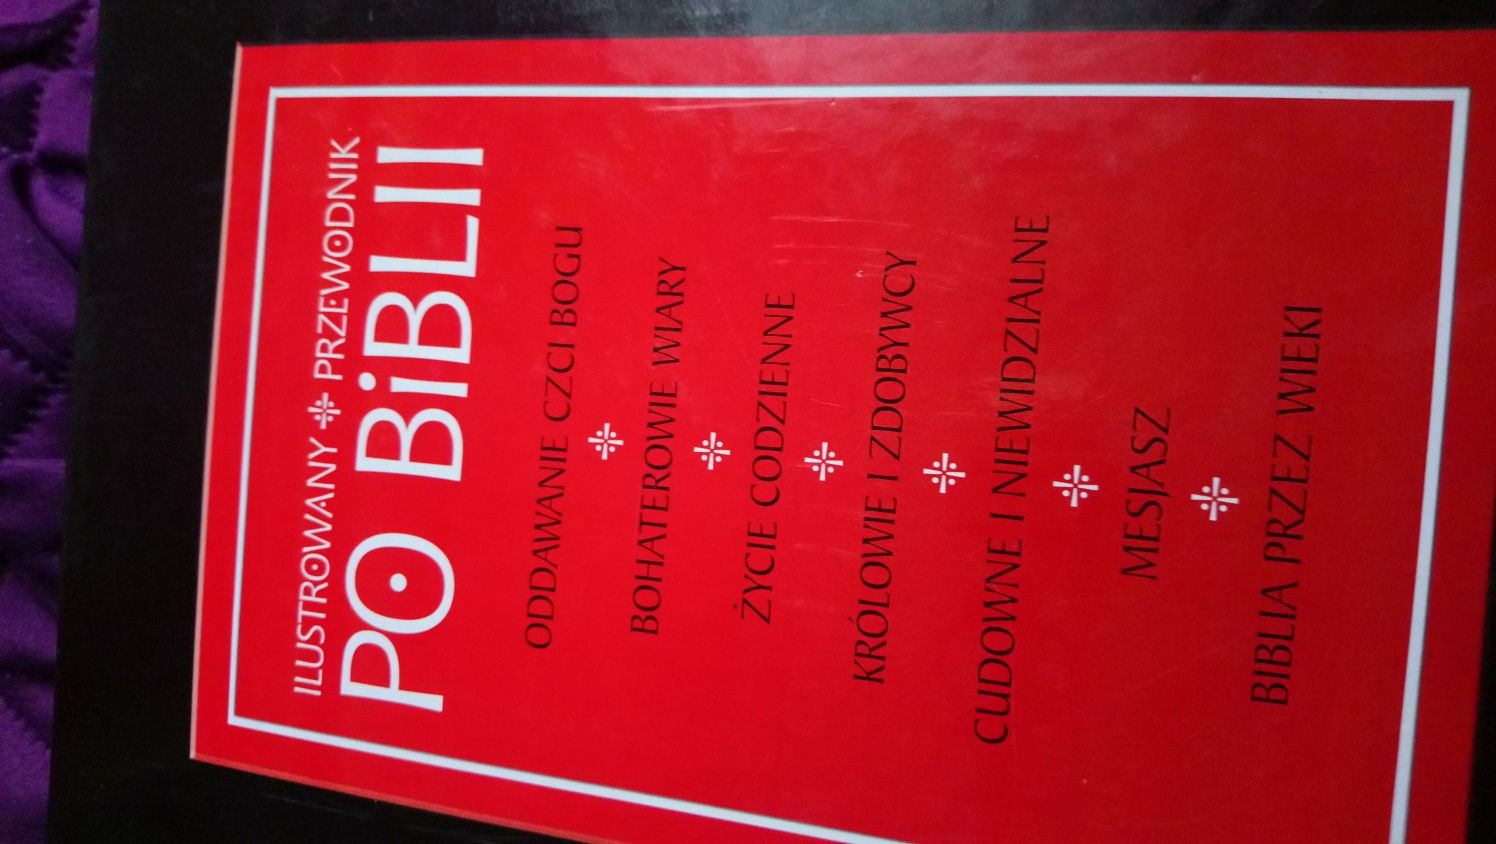 ILUSTROWANY PRZEWODNIK
PO BiBLII
ODDAWANIE CZCI BOGU
BOHATEROWIE WIARY
ŻYCIE CODZIENNE
KRÓLOWIE I ZDOBYWCY
CUDOWNE I NIEWIDZIALNE
MESJASZ
BIBLIA PRZEZ WIEKI